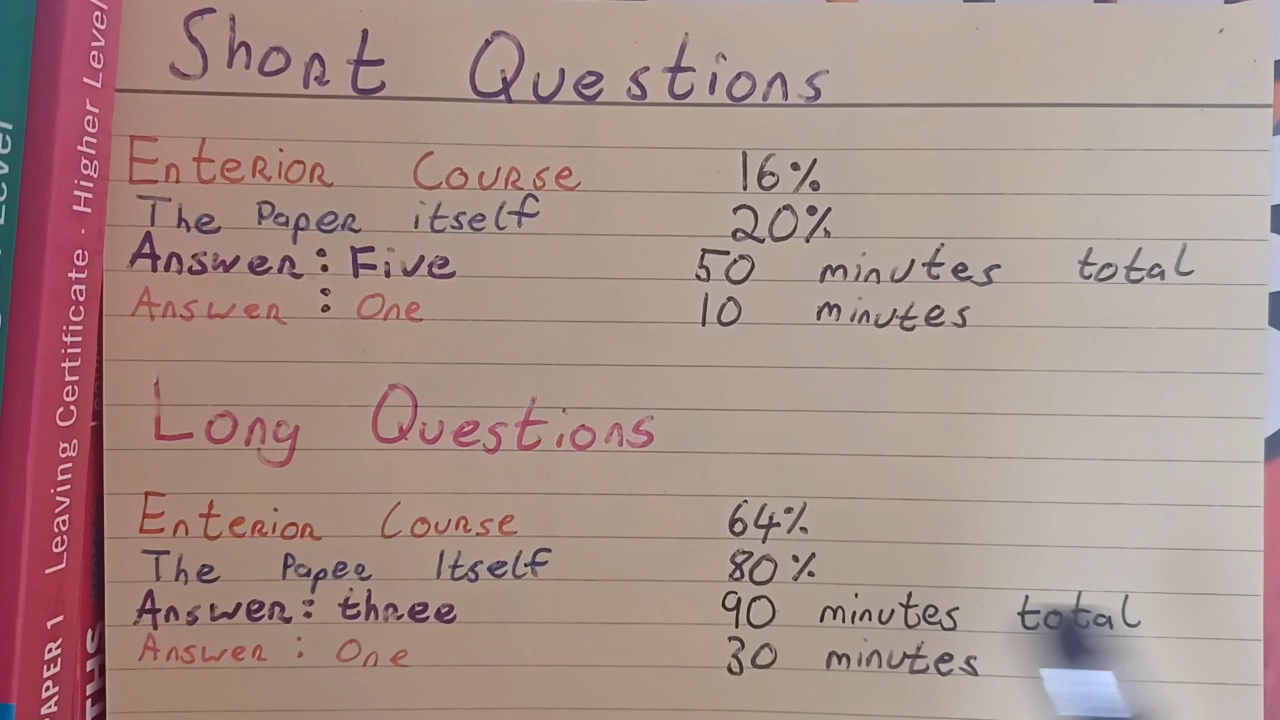 Short Questions
Enterior Course 16%
The Paper itself 20%
Answer: Five 50 minutes total
Answer: One 10 minutes
Long Questions
Enterior Course 64%
The Paper Itself 80%
Answer: three 90 minutes total
Answer: One 30 minutes
PAPER 1 Leaving Certificate · Higher Level
THS
Level